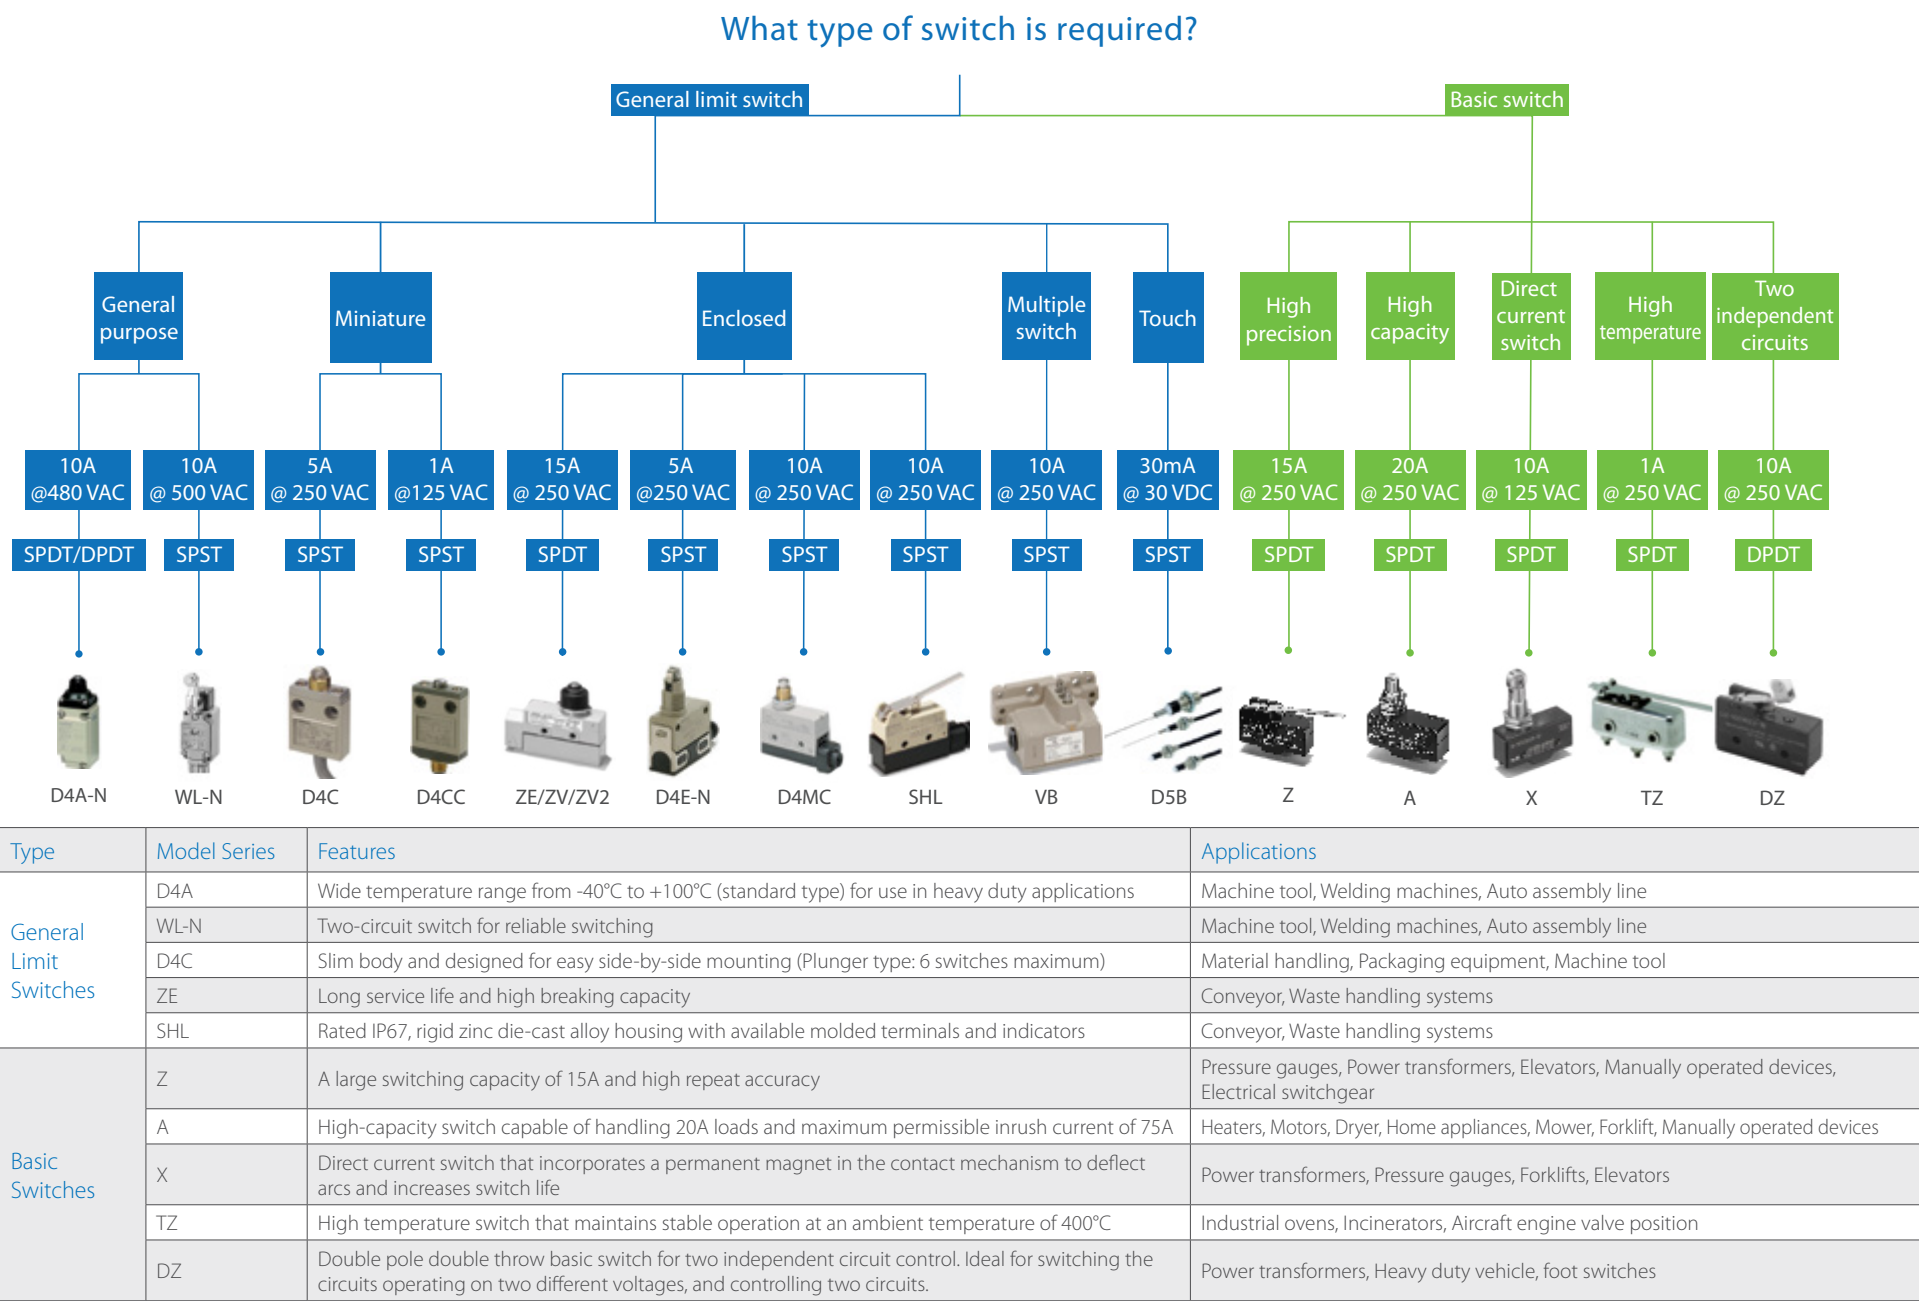 What type of switch is required?
General limit switch
Basic switch
General
purpose
Miniature
Enclosed
Multiple
switch
Touch
High
precision
High
capacity
Direct
current
switch
High
temperature
Two
independent
circuits
10A
@480 VAC
10A
@ 500 VAC
5A
@ 250 VAC
1A
@125 VAC
15A
@ 250 VAC
5A
@250 VAC
10A
@ 250 VAC
10A
@ 250 VAC
10A
@ 250 VAC
30mA
@ 30 VDC
15A
@ 250 VAC
20A
@ 250 VAC
10A
@ 125 VAC
1A
@ 250 VAC
10A
@ 250 VAC
SPDT/DPDT
SPST
SPST
SPST
SPDT
SPST
SPST
SPST
SPST
SPST
SPDT
SPDT
SPDT
SPDT
DPDT
D4A-N
WL-N
D4C
D4CC
ZE/ZV/ZV2
D4E-N
D4MC
SHL
VB
D5B
Z
A
X
TZ
DZ
Type Model Series Features Applications
General
Limit
Switches
D4A Wide temperature range from -40°C to +100°C (standard type) for use in heavy duty applications Machine tool, Welding machines, Auto assembly line
WL-N Two-circuit switch for reliable switching Machine tool, Welding machines, Auto assembly line
D4C Slim body and designed for easy side-by-side mounting (Plunger type: 6 switches maximum) Material handling, Packaging equipment, Machine tool
ZE Long service life and high breaking capacity Conveyor, Waste handling systems
SHL Rated IP67, rigid zinc die-cast alloy housing with available molded terminals and indicators Conveyor, Waste handling systems
Basic
Switches
Z A large switching capacity of 15A and high repeat accuracy Pressure gauges, Power transformers, Elevators, Manually operated devices,
Electrical switchgear
A High-capacity switch capable of handling 20A loads and maximum permissible inrush current of 75A Heaters, Motors, Dryer, Home appliances, Mower, Forklift, Manually operated devices
X Direct current switch that incorporates a permanent magnet in the contact mechanism to deflect
arcs and increases switch life Power transformers, Pressure gauges, Forklifts, Elevators
TZ High temperature switch that maintains stable operation at an ambient temperature of 400°C Industrial ovens, Incinerators, Aircraft engine valve position
DZ Double pole double throw basic switch for two independent circuit control. Ideal for switching the
circuits operating on two different voltages, and controlling two circuits. Power transformers, Heavy duty vehicle, foot switches